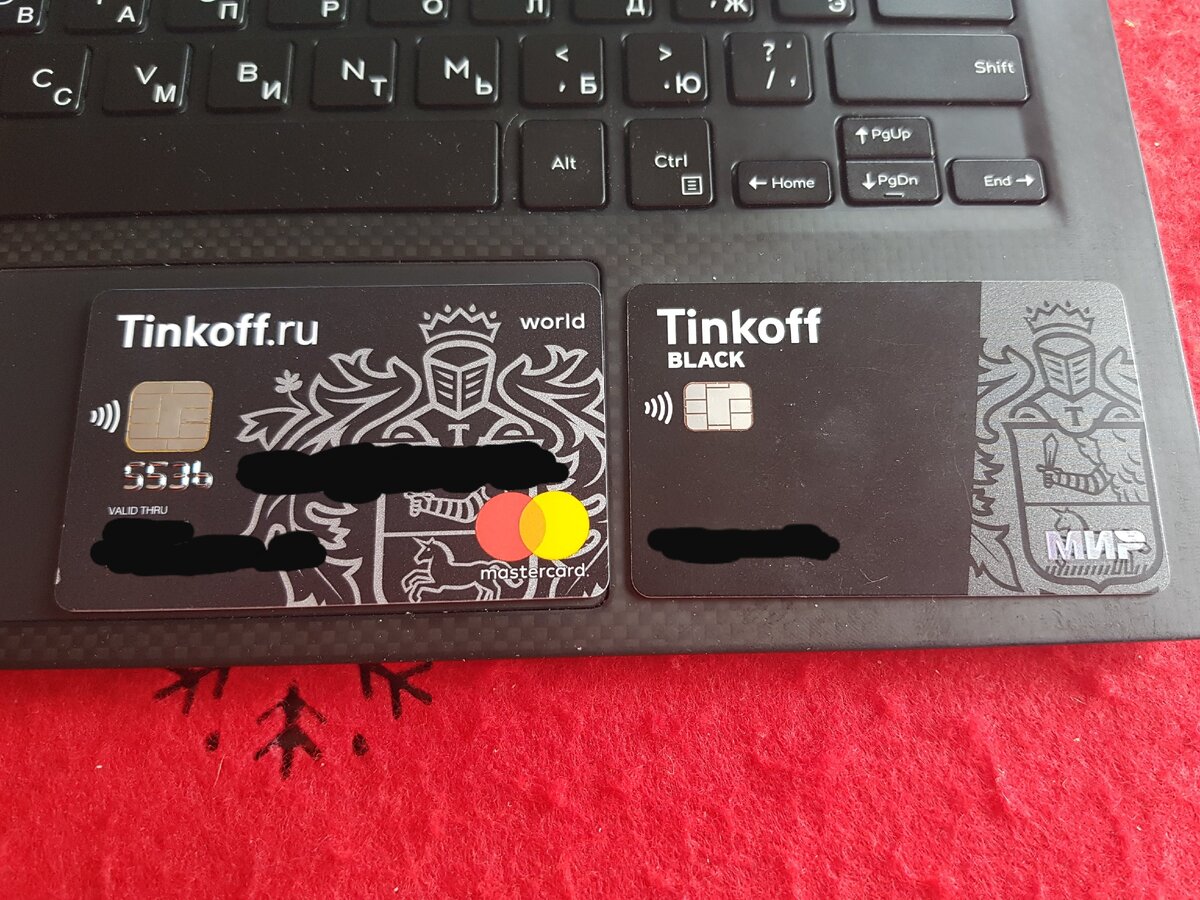 В А П Р О Л Д Ж Э
C С V М B И N Т M Ь < , Б > . Ю ? / , Shift
Alt Ctrl ← Home ↑ PgUp
↓ PgDn End →
Tinkoff.ru world
5536
VALID THRU
mastercard.
Tinkoff
BLACK
МИР